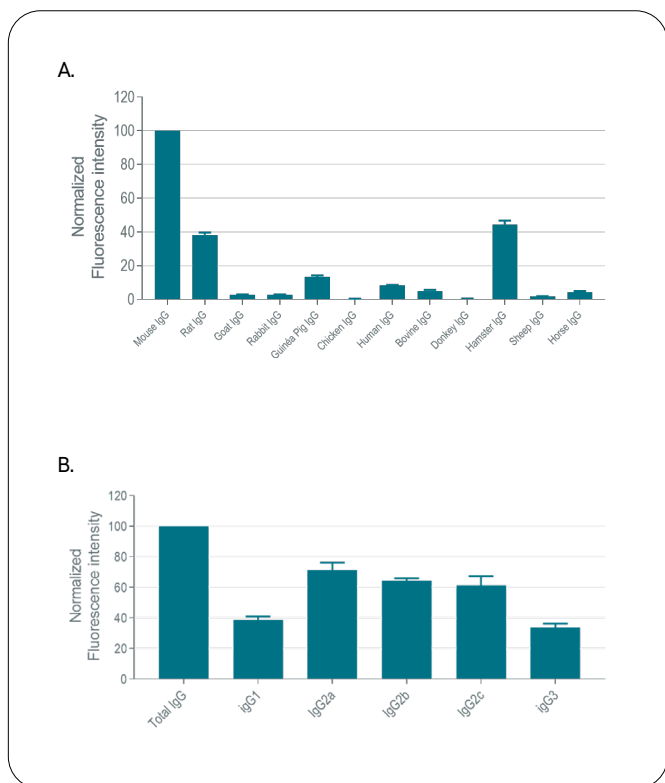 A.
Normalized
Fluorescence intensity
120
100
80
60
40
20
0
Mouse IgG
Rat IgG
Goat IgG
Rabbit IgG
Guinea Pig IgG
Chicken IgG
Human IgG
Bovine IgG
Donkey IgG
Hamster IgG
Sheep IgG
Horse IgG
B.
Normalized
Fluorescence intensity
120
100
80
60
40
20
0
Total IgG
igG1
IgG2a
IgG2b
IgG2c
igG3